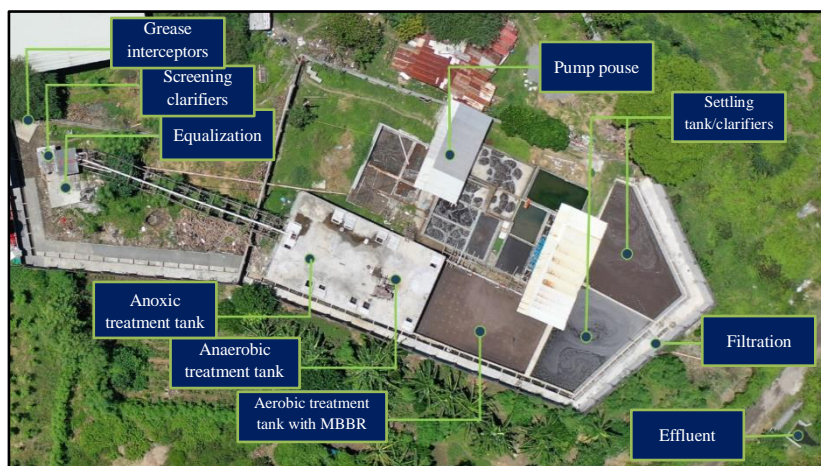 Grease
interceptors
Screening
clarifiers
Equalization
Pump pouse
Settling
tank/clarifiers
Anoxic
treatment tank
Anaerobic
treatment tank
Aerobic treatment
tank with MBBR
Filtration
Effluent